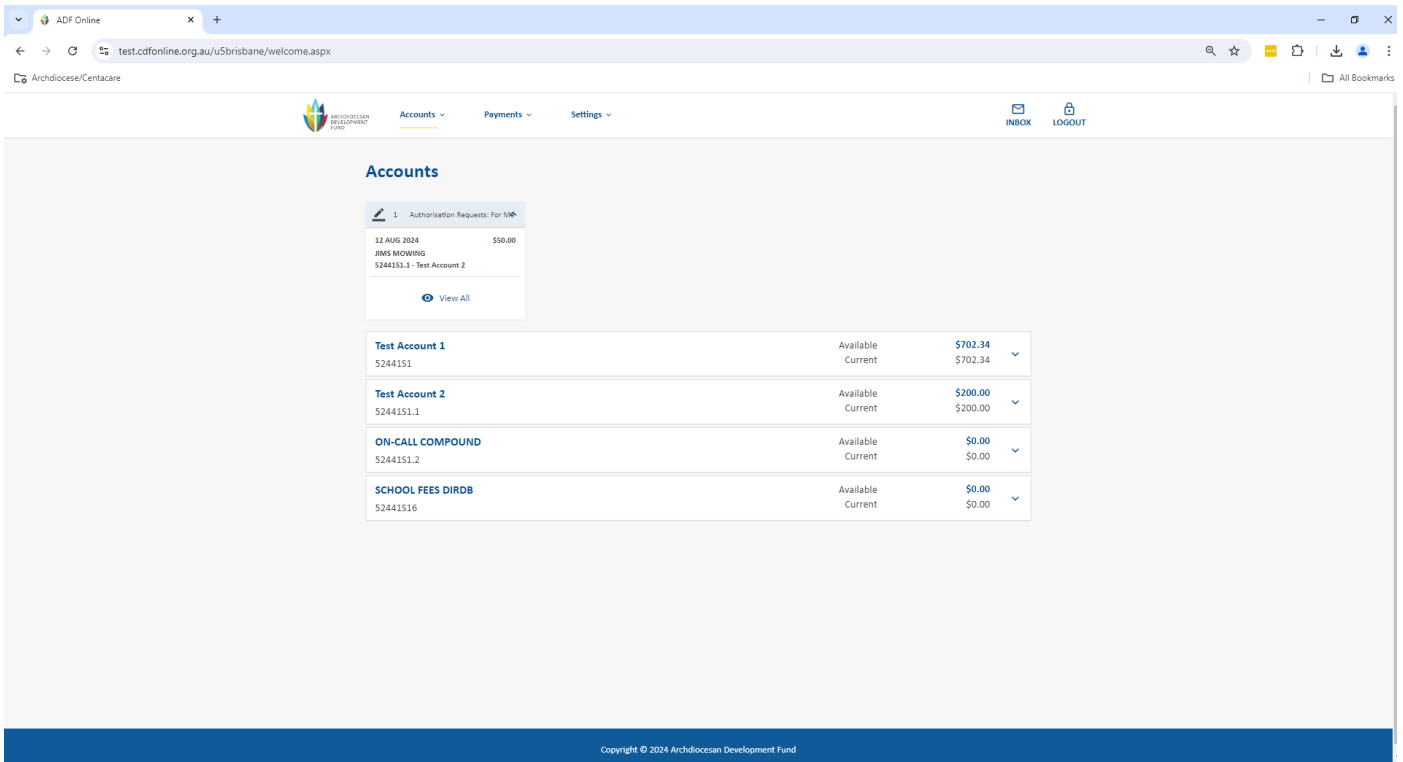 ADF Online
test.cdfonline.org.au/u5brisbane/welcome.aspx
Archdiocese/Centacare
All Bookmarks
ARCHDIOCESAN
DEVELOPMENT
FUND
Accounts
Payments
Settings
INBOX
LOGOUT
Accounts
1 Authorisation Requests: For M
12 AUG 2024 $50.00
JIMS MOWING
52441S1.1 - Test Account 2
View All
Test Account 1 Available $702.34
52441S1 Current $702.34
Test Account 2 Available $200.00
52441S1.1 Current $200.00
ON-CALL COMPOUND Available $0.00
52441S1.2 Current $0.00
SCHOOL FEES DIRDB Available $0.00
52441S16 Current $0.00
Copyright © 2024 Archdiocesan Development Fund